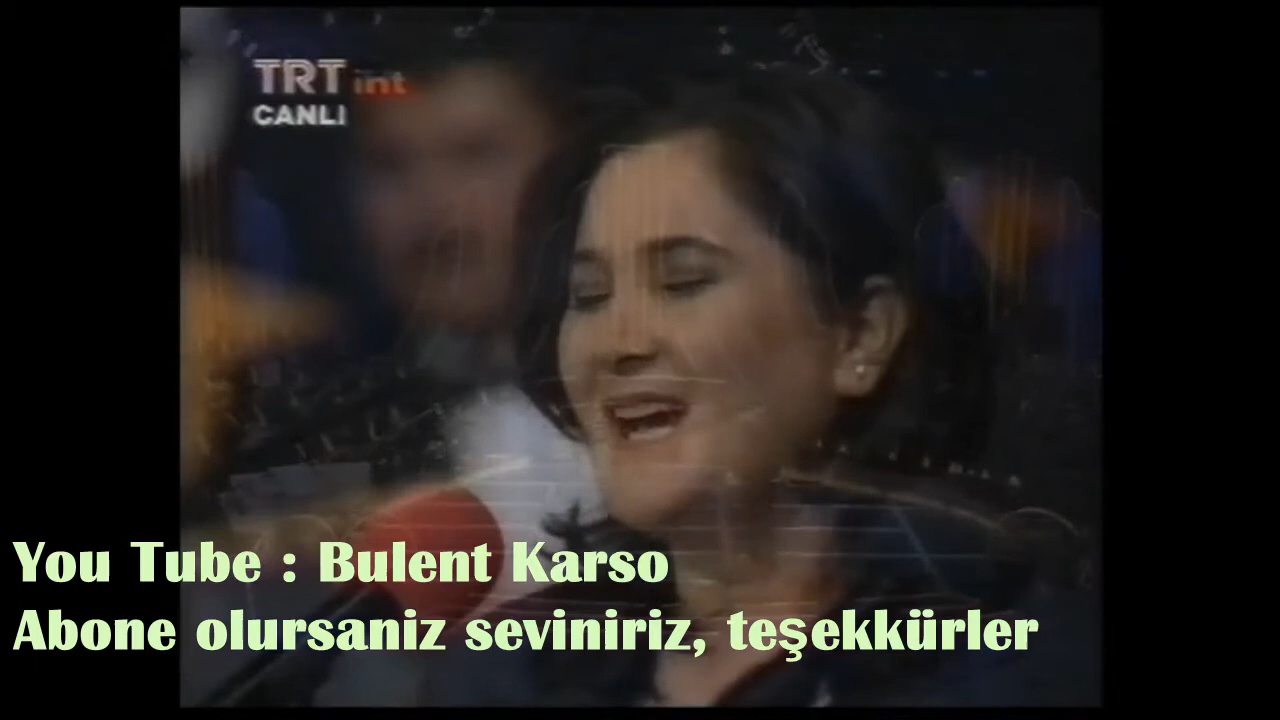 TRT int
CANLI
You Tube : Bulent Karso
Abone olursaniz seviniriz, teşekkürler